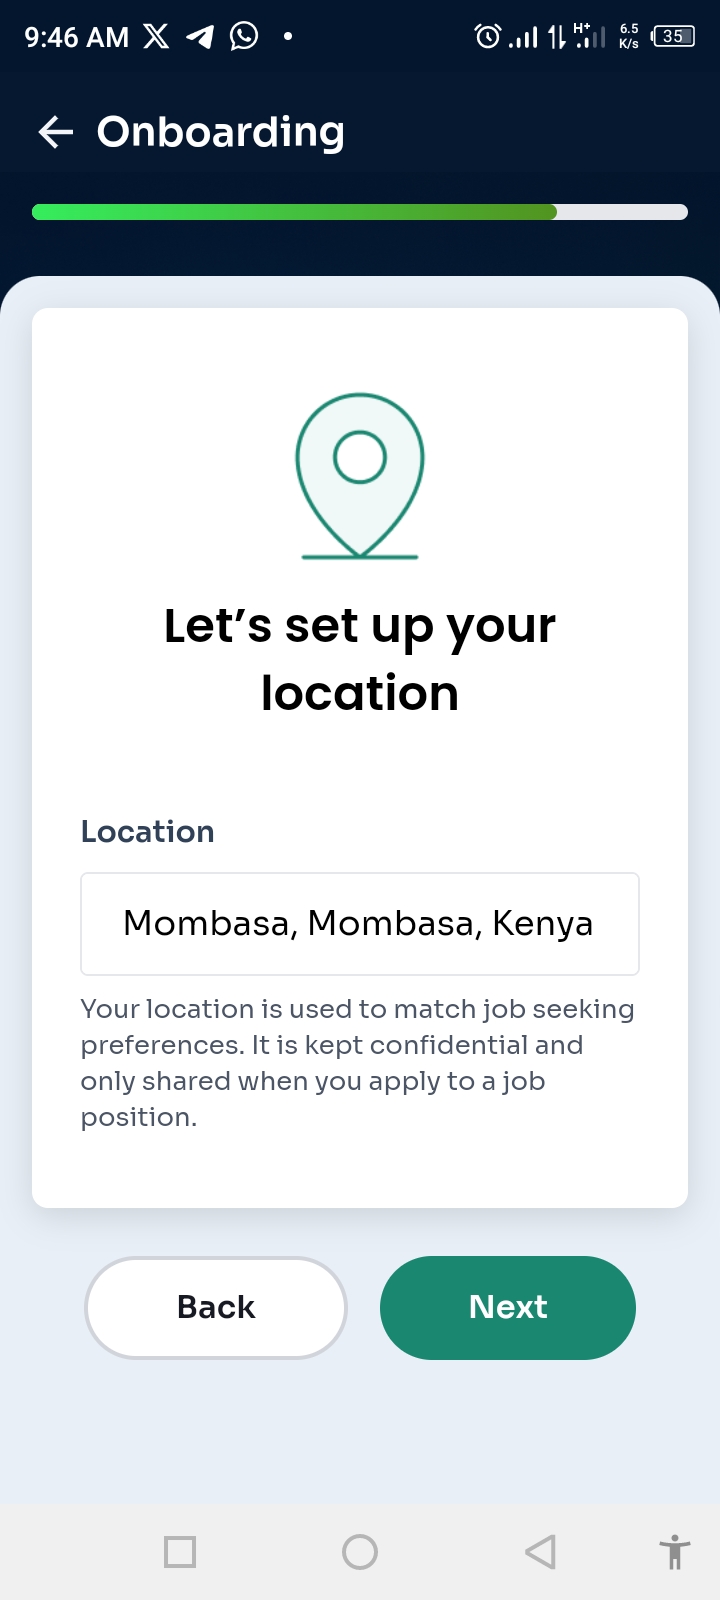 9:46 AM
H+
6.5
K/s
35
Onboarding
Let’s set up your
location
Location
Mombasa, Mombasa, Kenya
Your location is used to match job seeking
preferences. It is kept confidential and
only shared when you apply to a job
position.
Back
Next